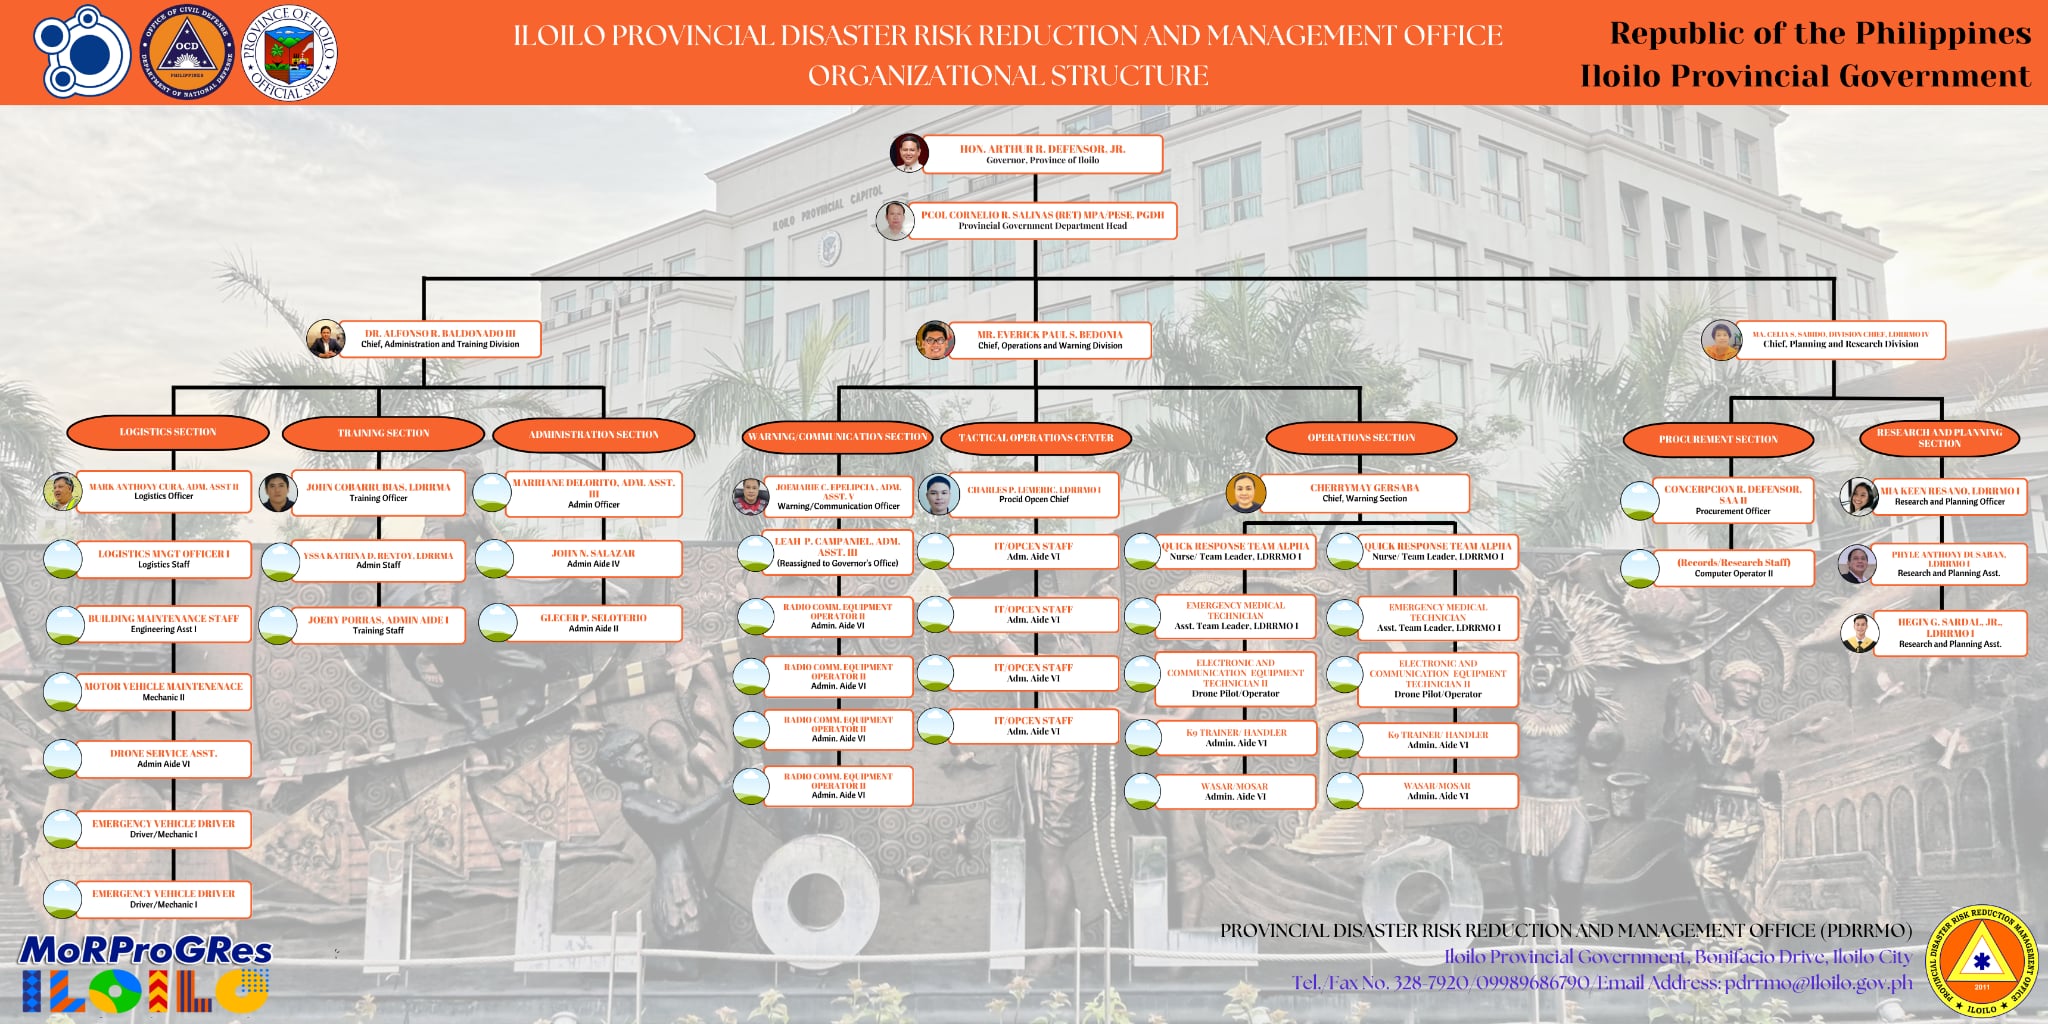 OFFICE OF CIVIL DEFENSE
OCD
PHILIPPINES
DEPARTMENT OF NATIONAL DEFENSE
PROVINCE OF ILOILO
OFFICIAL SEAL
ILOILO PROVINCIAL DISASTER RISK REDUCTION AND MANAGEMENT OFFICE
ORGANIZATIONAL STRUCTURE
Republic of the Philippines
Iloilo Provincial Government
ILOILO PROVINCIAL CAPITOL
HON. ARTHUR R. DEFENSOR, JR.
Governor, Province of Iloilo
PCOL CORNELIO R. SALINAS (RET) MPA/PESE, PGDH
Provincial Government Department Head
DR. ALFONSO R. BALDONADO III
Chief, Administration and Training Division
MR. EVERICK PAUL S. BEDONIA
Chief, Operations and Warning Division
MA. CELIA S. SABIDO, DIVISION CHIEF, LDRRMO IV
Chief, Planning and Research Division
LOGISTICS SECTION
MARK ANTHONY CURA, ADM. ASST II
Logistics Officer
LOGISTICS MNGT OFFICER I
Logistics Staff
BUILDING MAINTENANCE STAFF
Engineering Asst I
MOTOR VEHICLE MAINTENENACE
Mechanic II
DRONE SERVICE ASST.
Admin Aide VI
EMERGENCY VEHICLE DRIVER
Driver/Mechanic I
EMERGENCY VEHICLE DRIVER
Driver/Mechanic I
TRAINING SECTION
JOHN COBARRUBIAS, LDRRMA
Training Officer
YSSA KATRINA D. RENTOY, LDRRMA
Admin Staff
JOERY PORRAS, ADMIN AIDE I
Training Staff
ADMINISTRATION SECTION
MARRIANE DELORITO, ADM. ASST.
III
Admin Officer
JOHN N. SALAZAR
Admin Aide IV
GLECER P. SELOTERIO
Admin Aide II
WARNING/COMMUNICATION SECTION
JOEMARIE C. EPELIPCIA , ADM.
ASST. V
Warning/Communication Officer
LEAH P. CAMPANIEL, ADM.
ASST. III
(Reassigned to Governor's Office)
RADIO COMM. EQUIPMENT
OPERATOR II
Admin. Aide VI
RADIO COMM. EQUIPMENT
OPERATOR II
Admin. Aide VI
RADIO COMM. EQUIPMENT
OPERATOR II
Admin. Aide VI
RADIO COMM. EQUIPMENT
OPERATOR II
Admin. Aide VI
TACTICAL OPERATIONS CENTER
CHARLES P. LEMERIC, LDRRMO I
Procid Opcen Chief
IT/OPCEN STAFF
Adm. Aide VI
IT/OPCEN STAFF
Adm. Aide VI
IT/OPCEN STAFF
Adm. Aide VI
IT/OPCEN STAFF
Adm. Aide VI
OPERATIONS SECTION
CHERRYMAY GERSABA
Chief, Warning Section
QUICK RESPONSE TEAM ALPHA
Nurse/ Team Leader, LDRRMO I
EMERGENCY MEDICAL
TECHNICIAN
Asst. Team Leader, LDRRMO I
ELECTRONIC AND
COMMUNICATION EQUIPMENT
TECHNICIAN II
Drone Pilot/Operator
K9 TRAINER/ HANDLER
Admin. Aide VI
WASAR/MOSAR
Admin. Aide VI
QUICK RESPONSE TEAM ALPHA
Nurse/ Team Leader, LDRRMO I
EMERGENCY MEDICAL
TECHNICIAN
Asst. Team Leader, LDRRMO I
ELECTRONIC AND
COMMUNICATION EQUIPMENT
TECHNICIAN II
Drone Pilot/Operator
K9 TRAINER/ HANDLER
Admin. Aide VI
WASAR/MOSAR
Admin. Aide VI
PROCUREMENT SECTION
CONCERPCION R. DEFENSOR,
SAA II
Procurement Officer
(Records/Research Staff)
Computer Operator II
RESEARCH AND PLANNING
SECTION
MIA KEEN RESANO, LDRRMO I
Research and Planning Officer
PHYLE ANTHONY DUSABAN,
LDRRMO I
Research and Planning Asst.
HEGIN G. SARDAL, JR.,
LDRRMO I
Research and Planning Asst.
MoRProGRes
ILOILO
PROVINCIAL DISASTER RISK REDUCTION AND MANAGEMENT OFFICE (PDRRMO)
Iloilo Provincial Government, Bonifacio Drive, Iloilo City
Tel./Fax No. 328-7920/09989686790/Email Address: pdrrmo@Iloilo.gov.ph
PROVINCIAL DISASTER RISK REDUCTION MANAGEMENT OFFICE
2011
ILOILO